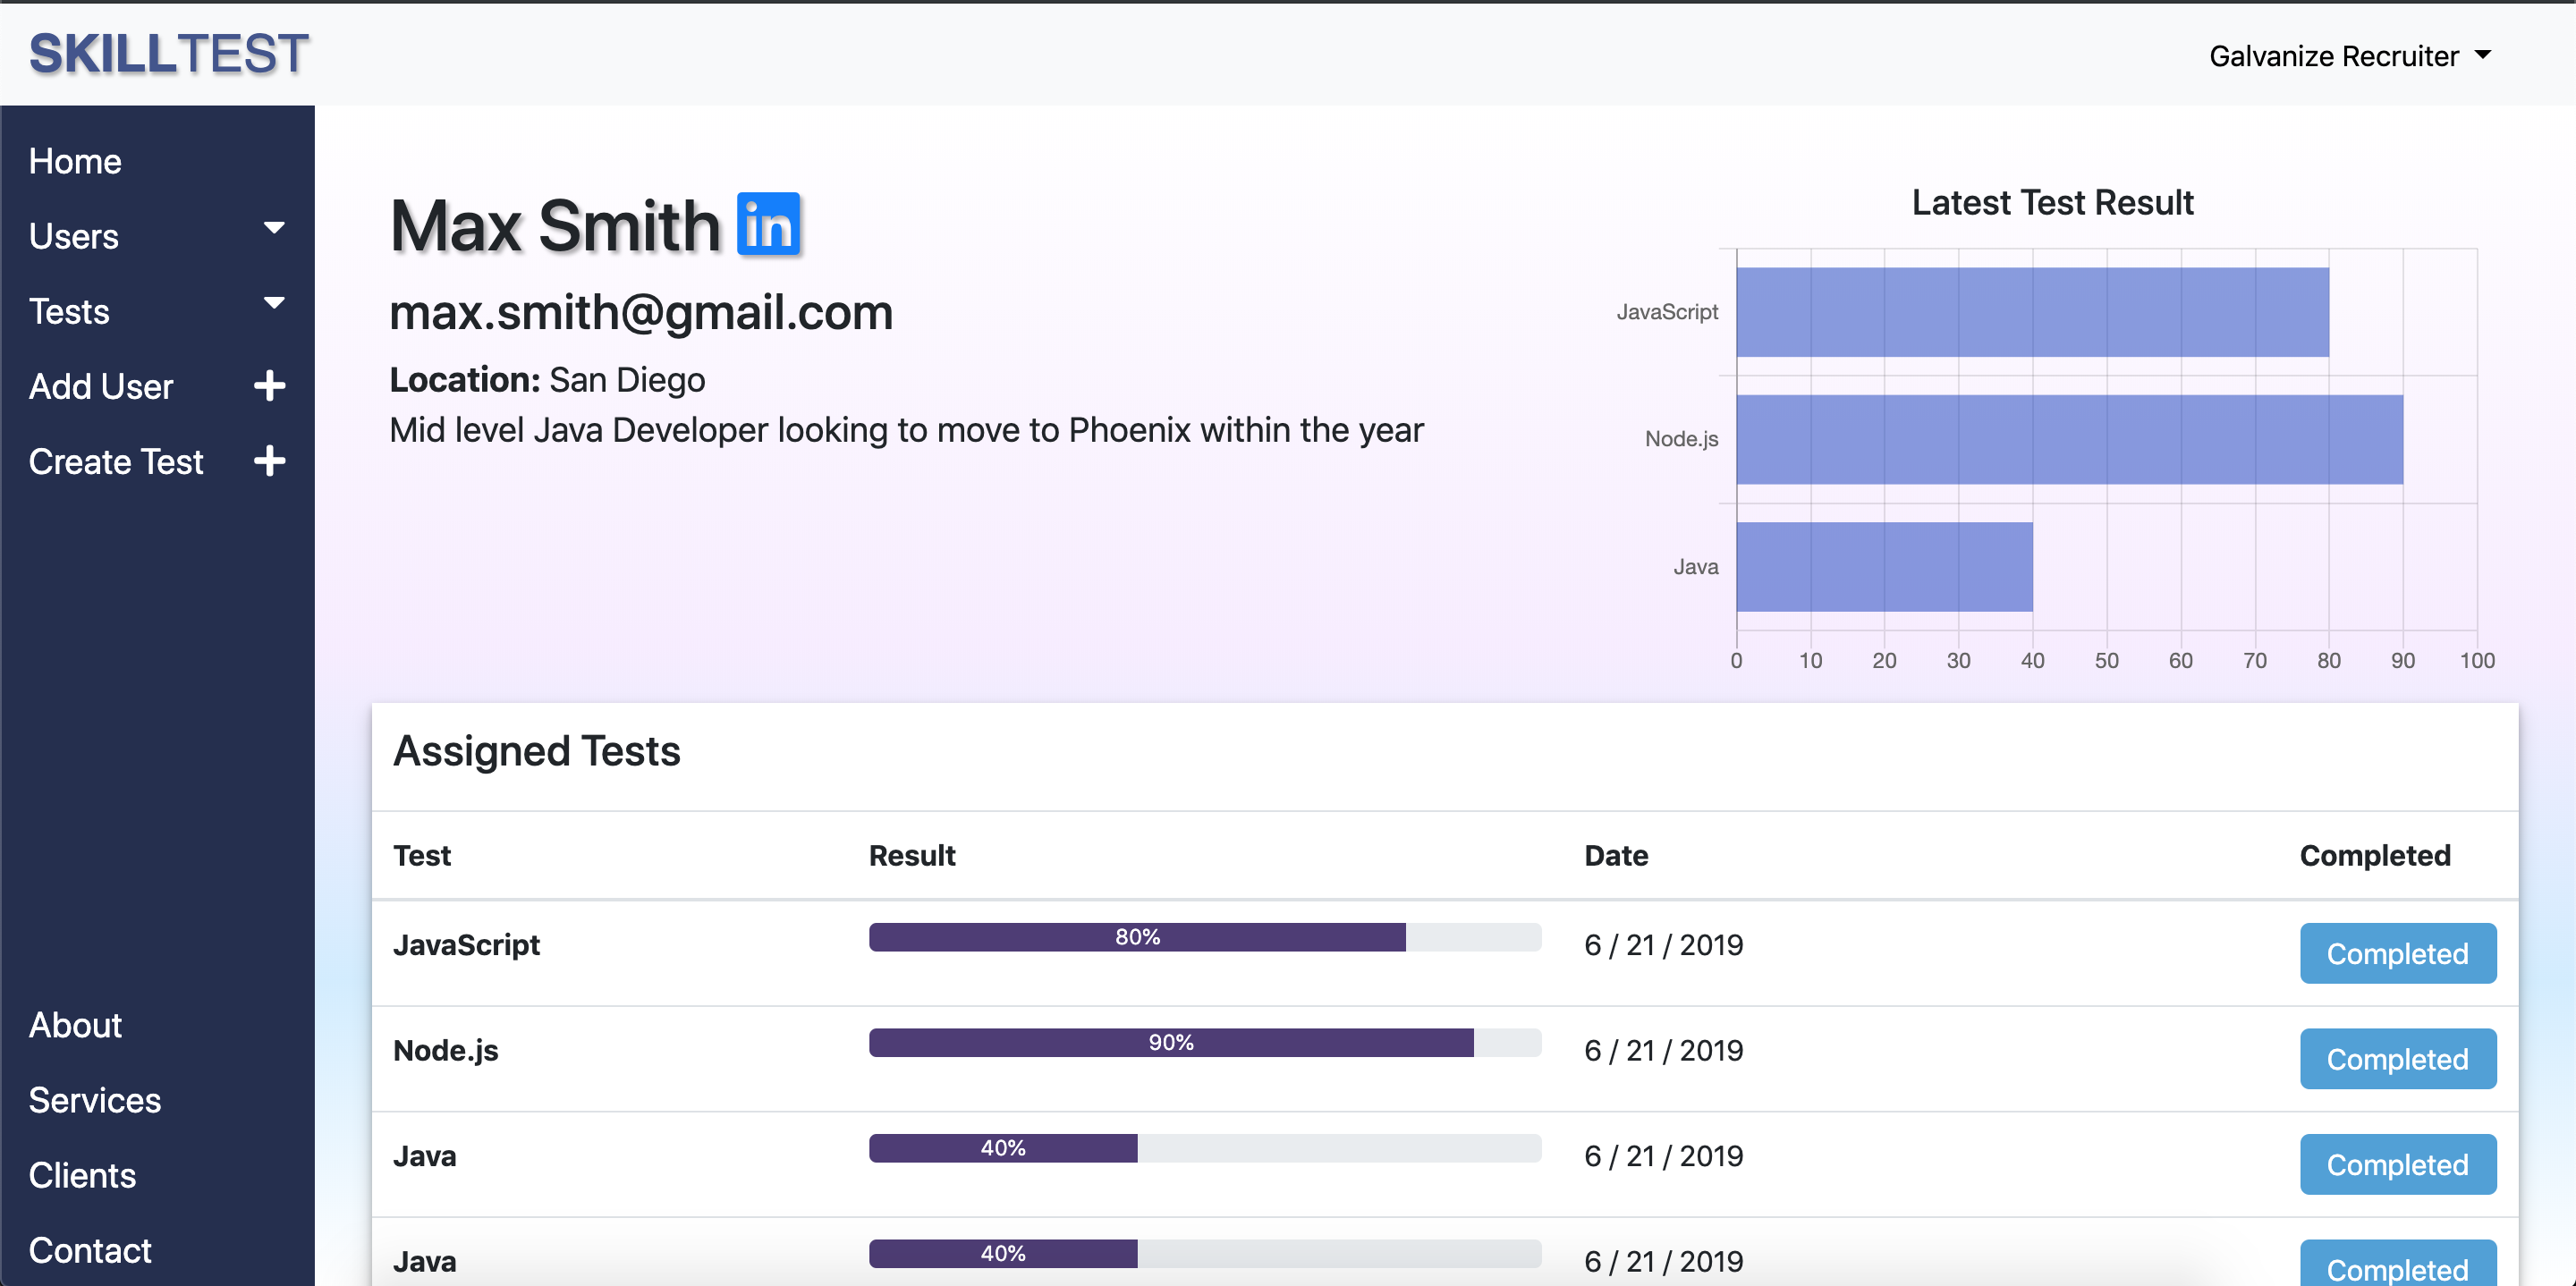 SKILLTEST
Galvanize Recruiter
Home
Users
Tests
Add User
Create Test
About
Services
Clients
Contact
Max Smith in
max.smith@gmail.com
Location: San Diego
Mid level Java Developer looking to move to Phoenix within the year
Latest Test Result
JavaScript
Node.js
Java
0 10 20 30 40 50 60 70 80 90 100
Assigned Tests
Test Result Date Completed
JavaScript 80% 6 / 21 / 2019 Completed
Node.js 90% 6 / 21 / 2019 Completed
Java 40% 6 / 21 / 2019 Completed
Java 40% 6 / 21 / 2019 Completed